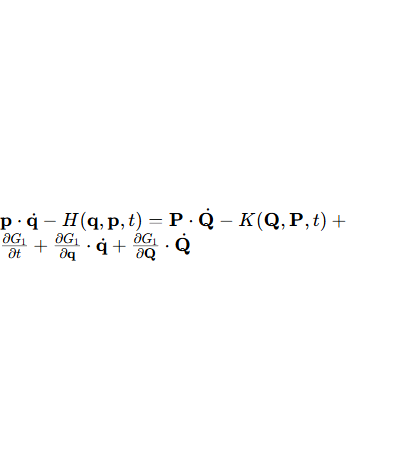 𝐩 · 𝐪̇ − H(𝐪, 𝐩, t) = 𝐏 · 𝐐̇ − K(𝐐, 𝐏, t) +
∂G₁/∂t + ∂G₁/∂𝐪 · 𝐪̇ + ∂G₁/∂𝐐 · 𝐐̇